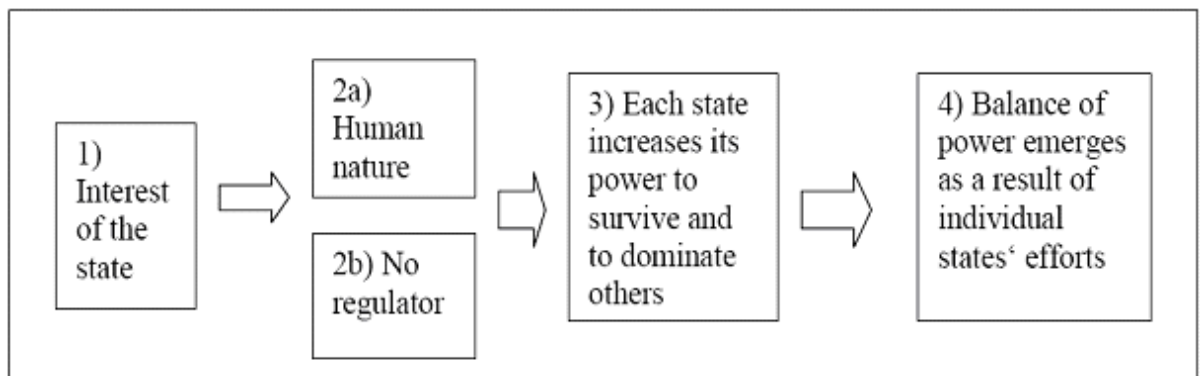 1)
Interest
of the
state
2a)
Human
nature
2b) No
regulator
3) Each state
increases its
power to
survive and
to dominate
others
4) Balance of
power emerges
as a result of
individual
states‘ efforts